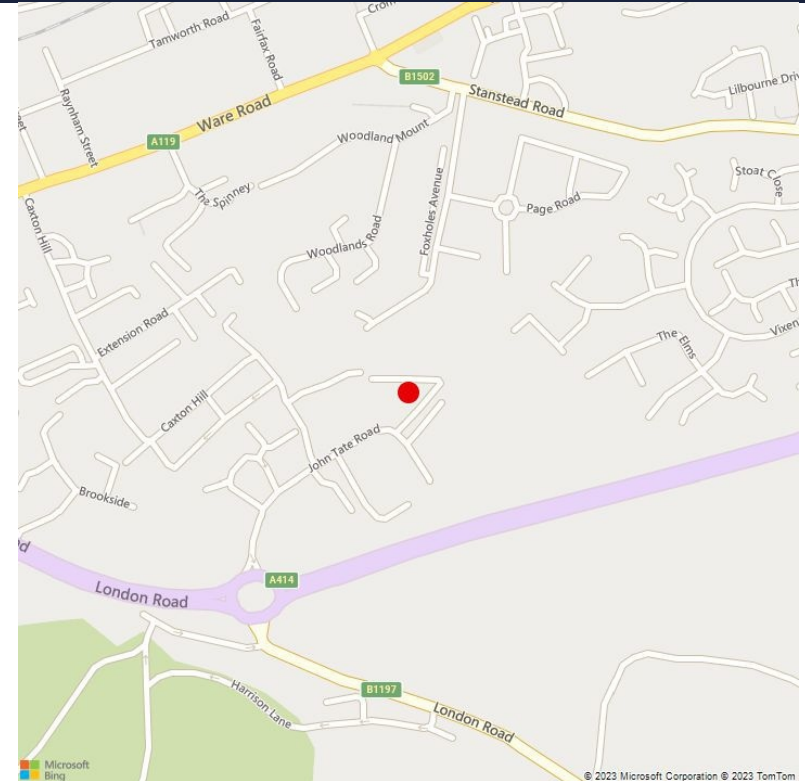 Crom
Tamworth Road
Fairfax Road
B1502
Stanstead Road
Lilbourne Driv
Raynham Street
Ware Road
A119
Woodland Mount
Stoat Close
The Spinney
Page Road
Caxton Hill
Foxholes Avenue
Woodlands Road
Th
Vixen
The Elms
Extension Road
Caxton Hill
John Tate Road
Brookside
A414
London Road
Harrison Lane
B1197
London Road
Microsoft
Bing
© 2023 Microsoft Corporation © 2023 TomTom